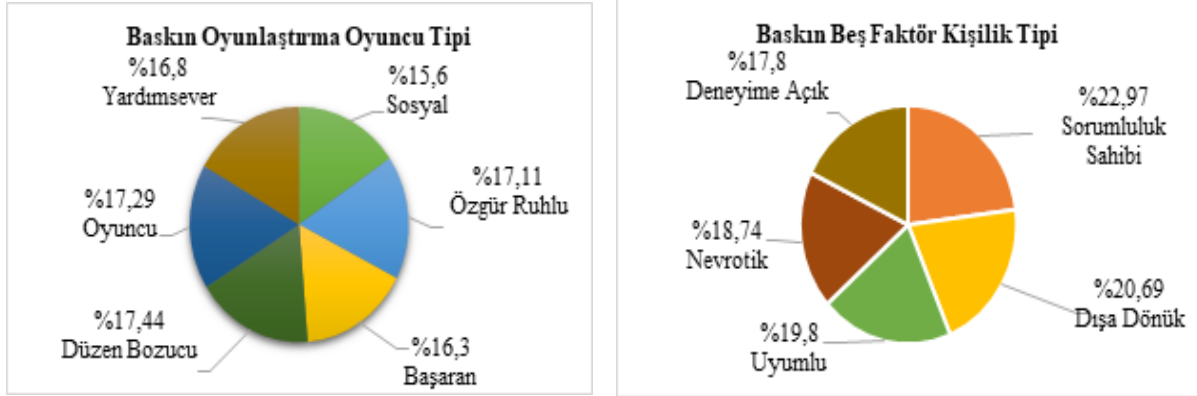 Baskın Oyunlaştırma Oyuncu Tipi
%16,8
Yardımsever
%15,6
Sosyal
%17,11
Özgür Ruhlu
%17,29
Oyuncu
%17,44
Düzen Bozucu
%16,3
Başaran
Baskın Beş Faktör Kişilik Tipi
%17,8
Deneyime Açık
%22,97
Sorumluluk
Sahibi
%18,74
Nevrotik
%20,69
Dışa Dönük
%19,8
Uyumlu